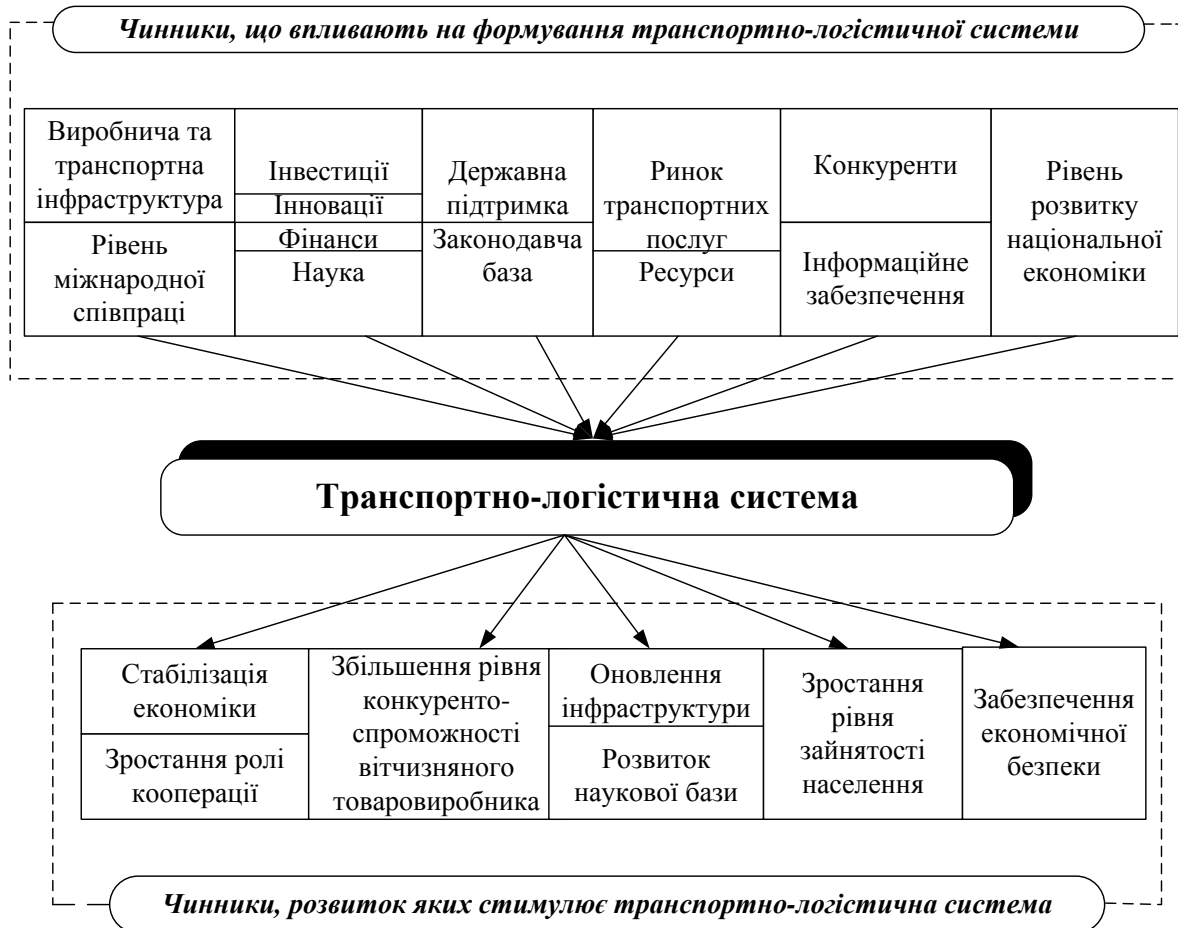 Чинники, що впливають на формування транспортно-логістичної системи
Виробнича та
транспортна
інфраструктура
Рівень
міжнародної
співпраці
Інвестиції
Інновації
Фінанси
Наука
Державна
підтримка
Законодавча
база
Ринок
транспортних
послуг
Ресурси
Конкуренти
Інформаційне
забезпечення
Рівень
розвитку
національної
економіки
Транспортно-логістична система
Стабілізація
економіки
Зростання ролі
кооперації
Збільшення рівня
конкуренто-
спроможності
вітчизняного
товаровиробника
Оновлення
інфраструктури
Розвиток
наукової бази
Зростання
рівня
зайнятості
населення
Забезпечення
економічної
безпеки
Чинники, розвиток яких стимулює транспортно-логістична система